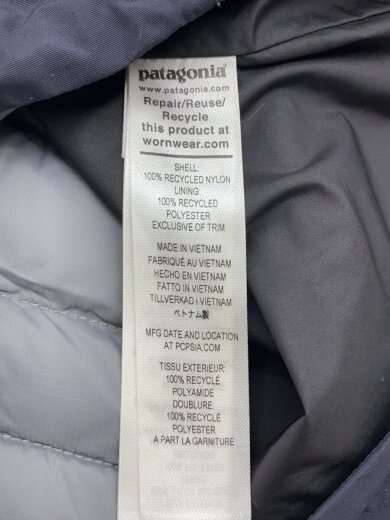 patagonia®
www.patagonia.com
Repair/Reuse/
Recycle
this product at
wornwear.com
SHELL:
100% RECYCLED NYLON
LINING:
100% RECYCLED
POLYESTER
EXCLUSIVE OF TRIM
MADE IN VIETNAM
FABRIQUÉ AU VIETNAM
HECHO EN VIETNAM
FATTO IN VIETNAM
TILLVERKAD I VIETNAM
ベトナム製
MFG DATE AND LOCATION
AT PCPSIA.COM
TISSU EXTERIEUR:
100% RECYCLÉ
POLYAMIDE
DOUBLURE:
100% RECYCLÉ
POLYESTER
A PART LA GARNITURE